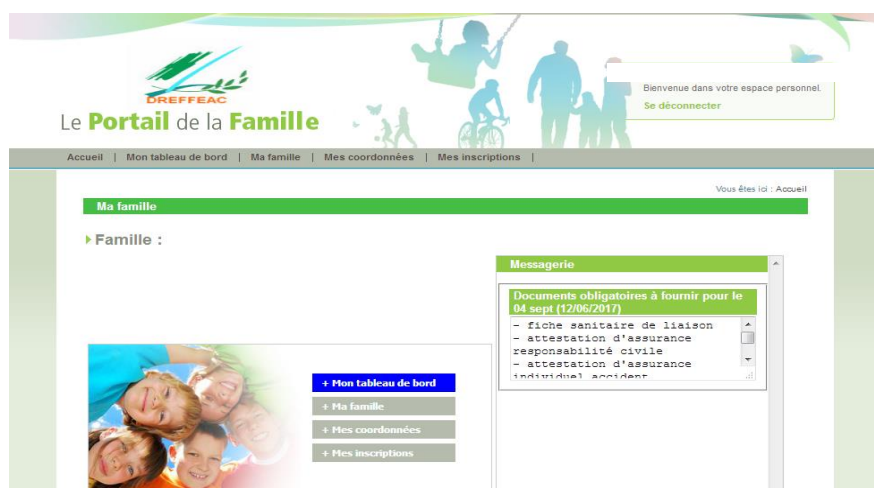 DREFFEAC
Le Portail de la Famille
Bienvenue dans votre espace personnel.
Se déconnecter
Accueil | Mon tableau de bord | Ma famille | Mes coordonnées | Mes inscriptions |
Vous êtes ici : Accueil
Ma famille
Famille :
Messagerie
Documents obligatoires à fournir pour le
04 sept (12/06/2017)
- fiche sanitaire de liaison
- attestation d'assurance
responsabilité civile
- attestation d'assurance
individuel accident
+ Mon tableau de bord
+ Ma famille
+ Mes coordonnées
+ Mes inscriptions